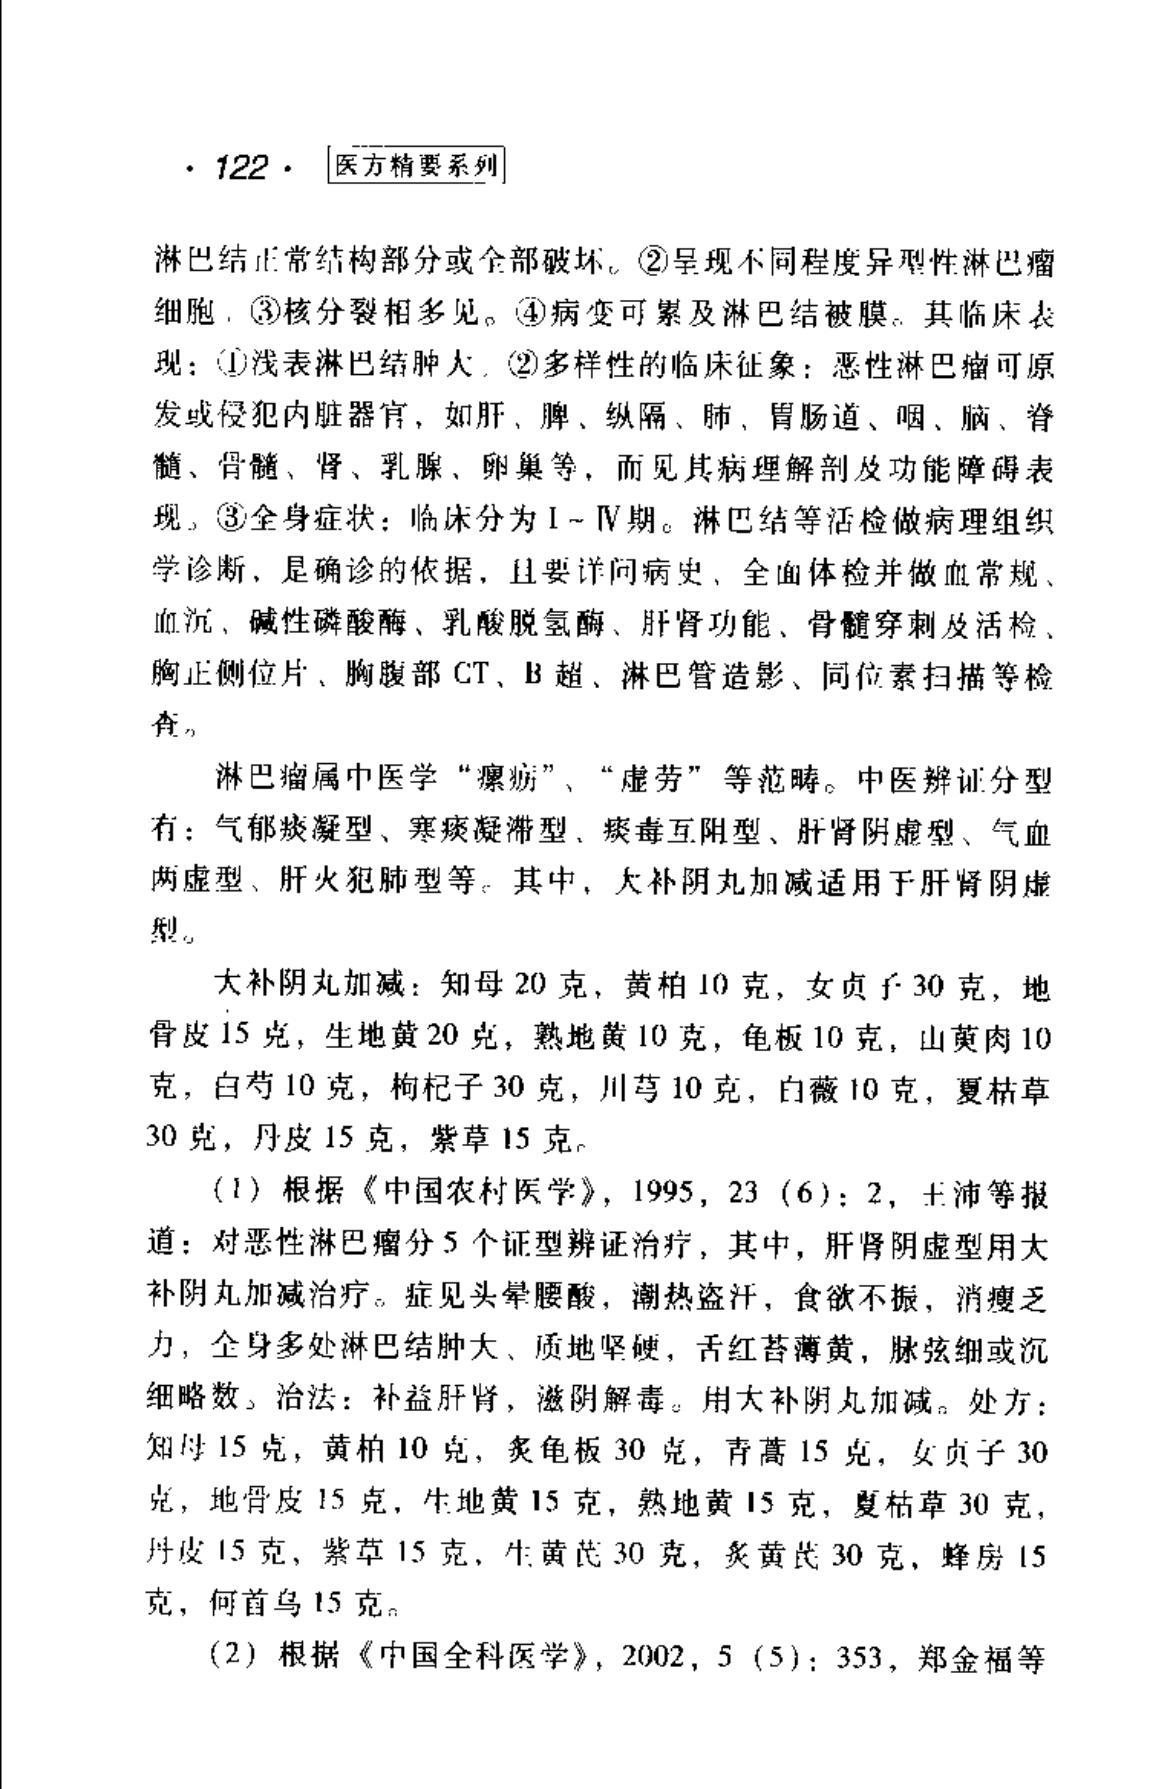 ·122· 医方精要系列
淋巴结正常结构部分或全部破坏。②呈现不同程度异型性淋巴瘤
细胞。③核分裂相多见。④病变可累及淋巴结被膜。其临床表
现：①浅表淋巴结肿大。②多样性的临床征象：恶性淋巴瘤可原
发或侵犯内脏器官，如肝、脾、纵隔、肺、胃肠道、咽、脑、脊
髓、骨髓、肾、乳腺、卵巢等，而见其病理解剖及功能障碍表
现。③全身症状：临床分为Ⅰ~Ⅳ期。淋巴结等活检做病理组织
学诊断，是确诊的依据，且要详问病史、全面体检并做血常规、
血沉、碱性磷酸酶、乳酸脱氢酶、肝肾功能、骨髓穿刺及活检、
胸正侧位片、胸腹部 CT、B 超、淋巴管造影、同位素扫描等检
查。
淋巴瘤属中医学“瘰疬”、“虚劳”等范畴。中医辨证分型
有：气郁痰凝型、寒痰凝滞型、痰毒互阻型、肝肾阴虚型、气血
两虚型、肝火犯肺型等。其中，大补阴丸加减适用于肝肾阴虚
型。
大补阴丸加减：知母 20 克，黄柏 10 克，女贞子 30 克，地
骨皮 15 克，生地黄 20 克，熟地黄 10 克，龟板 10 克，山萸肉 10
克，白芍 10 克，枸杞子 30 克，川芎 10 克，白薇 10 克，夏枯草
30 克，丹皮 15 克，紫草 15 克。
（1）根据《中国农村医学》，1995，23（6）：2，王沛等报
道：对恶性淋巴瘤分 5 个证型辨证治疗，其中，肝肾阴虚型用大
补阴丸加减治疗。症见头晕腰酸，潮热盗汗，食欲不振，消瘦乏
力，全身多处淋巴结肿大、质地坚硬，舌红苔薄黄，脉弦细或沉
细略数。治法：补益肝肾，滋阴解毒。用大补阴丸加减。处方：
知母 15 克，黄柏 10 克，炙龟板 30 克，青蒿 15 克，女贞子 30
克，地骨皮 15 克，生地黄 15 克，熟地黄 15 克，夏枯草 30 克，
丹皮 15 克，紫草 15 克，生黄芪 30 克，炙黄芪 30 克，蜂房 15
克，何首乌 15 克。
（2）根据《中国全科医学》，2002，5（5）：353，郑金福等